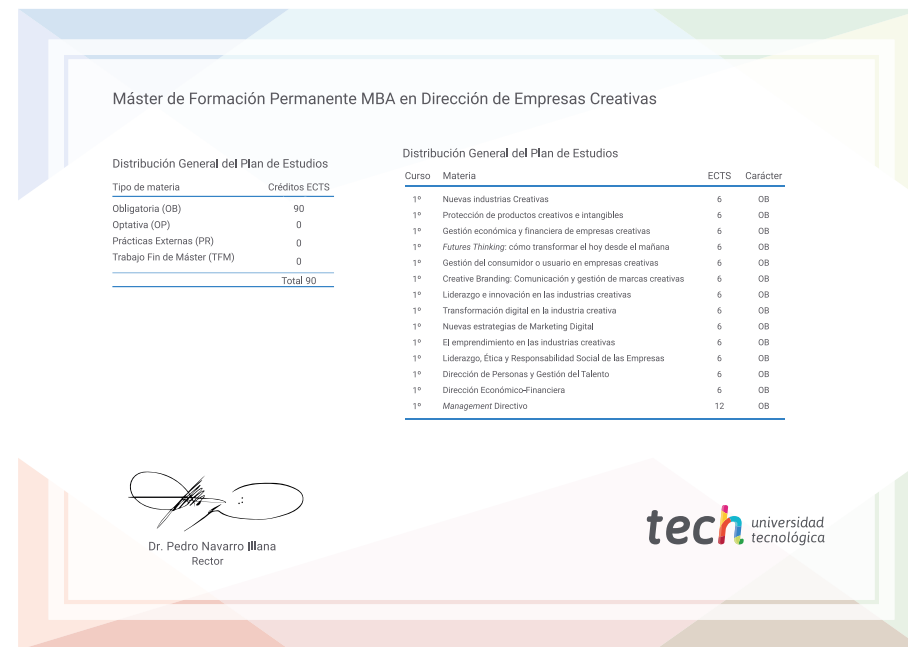 Máster de Formación Permanente MBA en Dirección de Empresas Creativas
Distribución General del Plan de Estudios
Tipo de materia Créditos ECTS
Obligatoria (OB) 90
Optativa (OP) 0
Prácticas Externas (PR) 0
Trabajo Fin de Máster (TFM) 0
Total 90
Distribución General del Plan de Estudios
Curso Materia ECTS Carácter
1º Nuevas industrias Creativas 6 OB
1º Protección de productos creativos e intangibles 6 OB
1º Gestión económica y financiera de empresas creativas 6 OB
1º Futures Thinking: cómo transformar el hoy desde el mañana 6 OB
1º Gestión del consumidor o usuario en empresas creativas 6 OB
1º Creative Branding: Comunicación y gestión de marcas creativas 6 OB
1º Liderazgo e innovación en las industrias creativas 6 OB
1º Transformación digital en la industria creativa 6 OB
1º Nuevas estrategias de Marketing Digital 6 OB
1º El emprendimiento en las industrias creativas 6 OB
1º Liderazgo, Ética y Responsabilidad Social de las Empresas 6 OB
1º Dirección de Personas y Gestión del Talento 6 OB
1º Dirección Económico-Financiera 6 OB
1º Management Directivo 12 OB
Dr. Pedro Navarro Illana
Rector
tech universidad
tecnológica